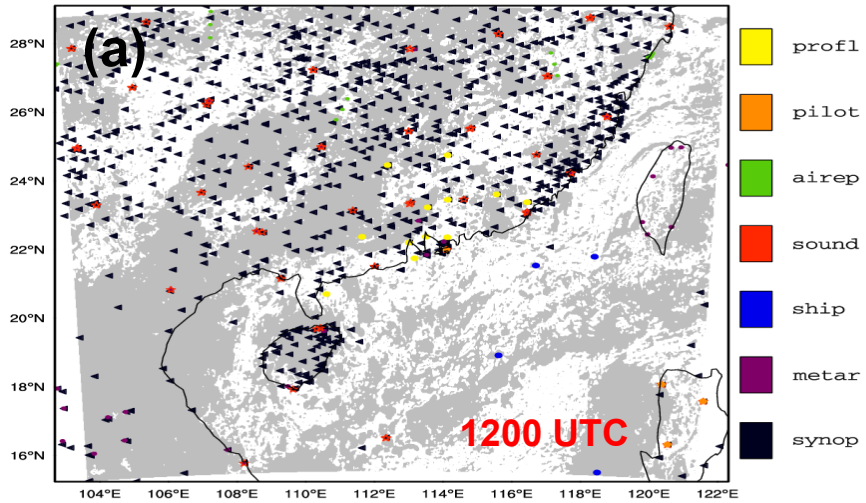 (a)
28°N
26°N
24°N
22°N
20°N
18°N
16°N
104°E 106°E 108°E 110°E 112°E 114°E 116°E 118°E 120°E 122°E
1200 UTC
profl
pilot
airep
sound
ship
metar
synop